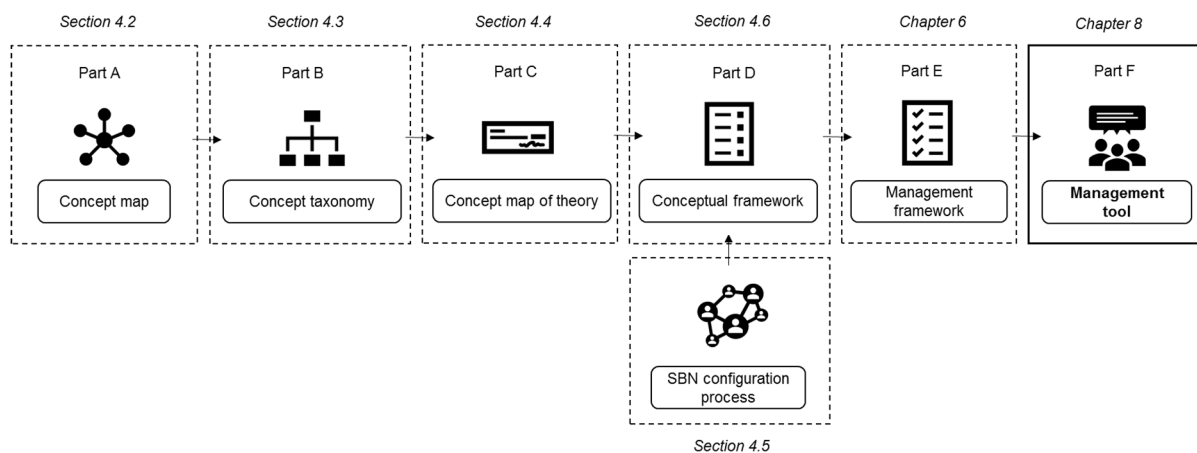 Section 4.2
Section 4.3
Section 4.4
Section 4.6
Chapter 6
Chapter 8
Part A
Part B
Part C
Part D
Part E
Part F
Concept map
Concept taxonomy
Concept map of theory
Conceptual framework
Management
framework
Management
tool
SBN configuration
process
Section 4.5